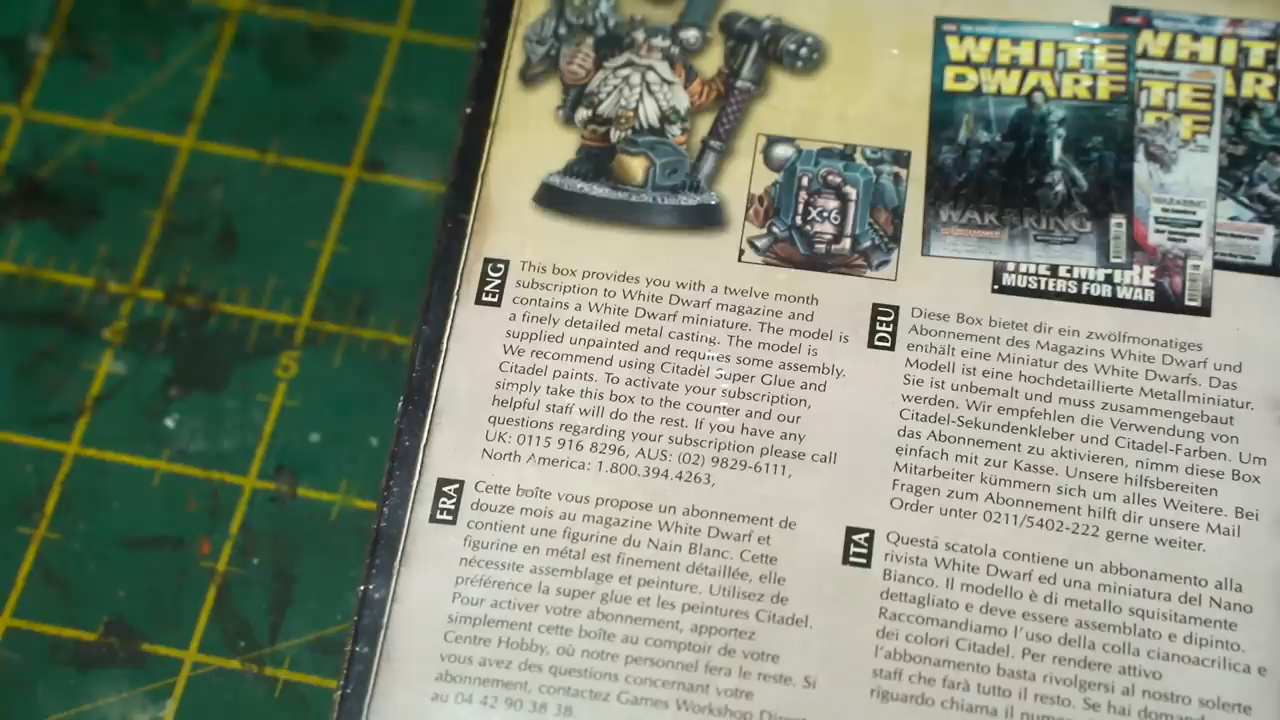 WHITE
DWARF
WHIT
AR
TE
RF
X-6
WAR OF THE RING
THE EMPIRE
MUSTERS FOR WAR
5
ENG
This box provides you with a twelve month
subscription to White Dwarf magazine and
contains a White Dwarf miniature. The model is
a finely detailed metal casting. The model is
supplied unpainted and requires some assembly.
We recommend using Citadel Super Glue and
Citadel paints. To activate your subscription,
simply take this box to the counter and our
helpful staff will do the rest. If you have any
questions regarding your subscription please call
UK: 0115 916 8296, AUS: (02) 9829-6111,
North America: 1.800.394.4263,
DEU
Diese Box bietet dir ein zwölfmonatiges
Abonnement des Magazins White Dwarf und
enthält eine Miniatur des White Dwarfs. Das
Modell ist eine hochdetaillierte Metallminiatur.
Sie ist unbemalt und muss zusammengebaut
werden. Wir empfehlen die Verwendung von
Citadel-Sekundenkleber und Citadel-Farben. Um
das Abonnement zu aktivieren, nimm diese Box
einfach mit zur Kasse. Unsere hilfsbereiten
Mitarbeiter kümmern sich um alles Weitere. Bei
Fragen zum Abonnement hilft dir unsere Mail
Order unter 0211/5402-222 gerne weiter.
FRA
Cette boîte vous propose un abonnement de
douze mois au magazine White Dwarf et
contient une figurine du Nain Blanc. Cette
figurine en métal est finement détaillée, elle
nécessite assemblage et peinture. Utilisez de
préférence la super glue et les peintures Citadel.
Pour activer votre abonnement, apportez
simplement cette boîte au comptoir de votre
Centre Hobby, où notre personnel fera le reste. Si
vous avez des questions concernant votre
abonnement, contactez Games Workshop Direct
au 04 42 90 38 38.
ITA
Questa scatola contiene un abbonamento alla
rivista White Dwarf ed una miniatura del Nano
Bianco. Il modello è di metallo squisitamente
dettagliato e deve essere assemblato e dipinto.
Raccomandiamo l'uso della colla cianoacrilica e
dei colori Citadel. Per rendere attivo
l'abbonamento basta rivolgersi al nostro solerte
staff che farà tutto il resto. Se hai dom
riguardo chiama il num